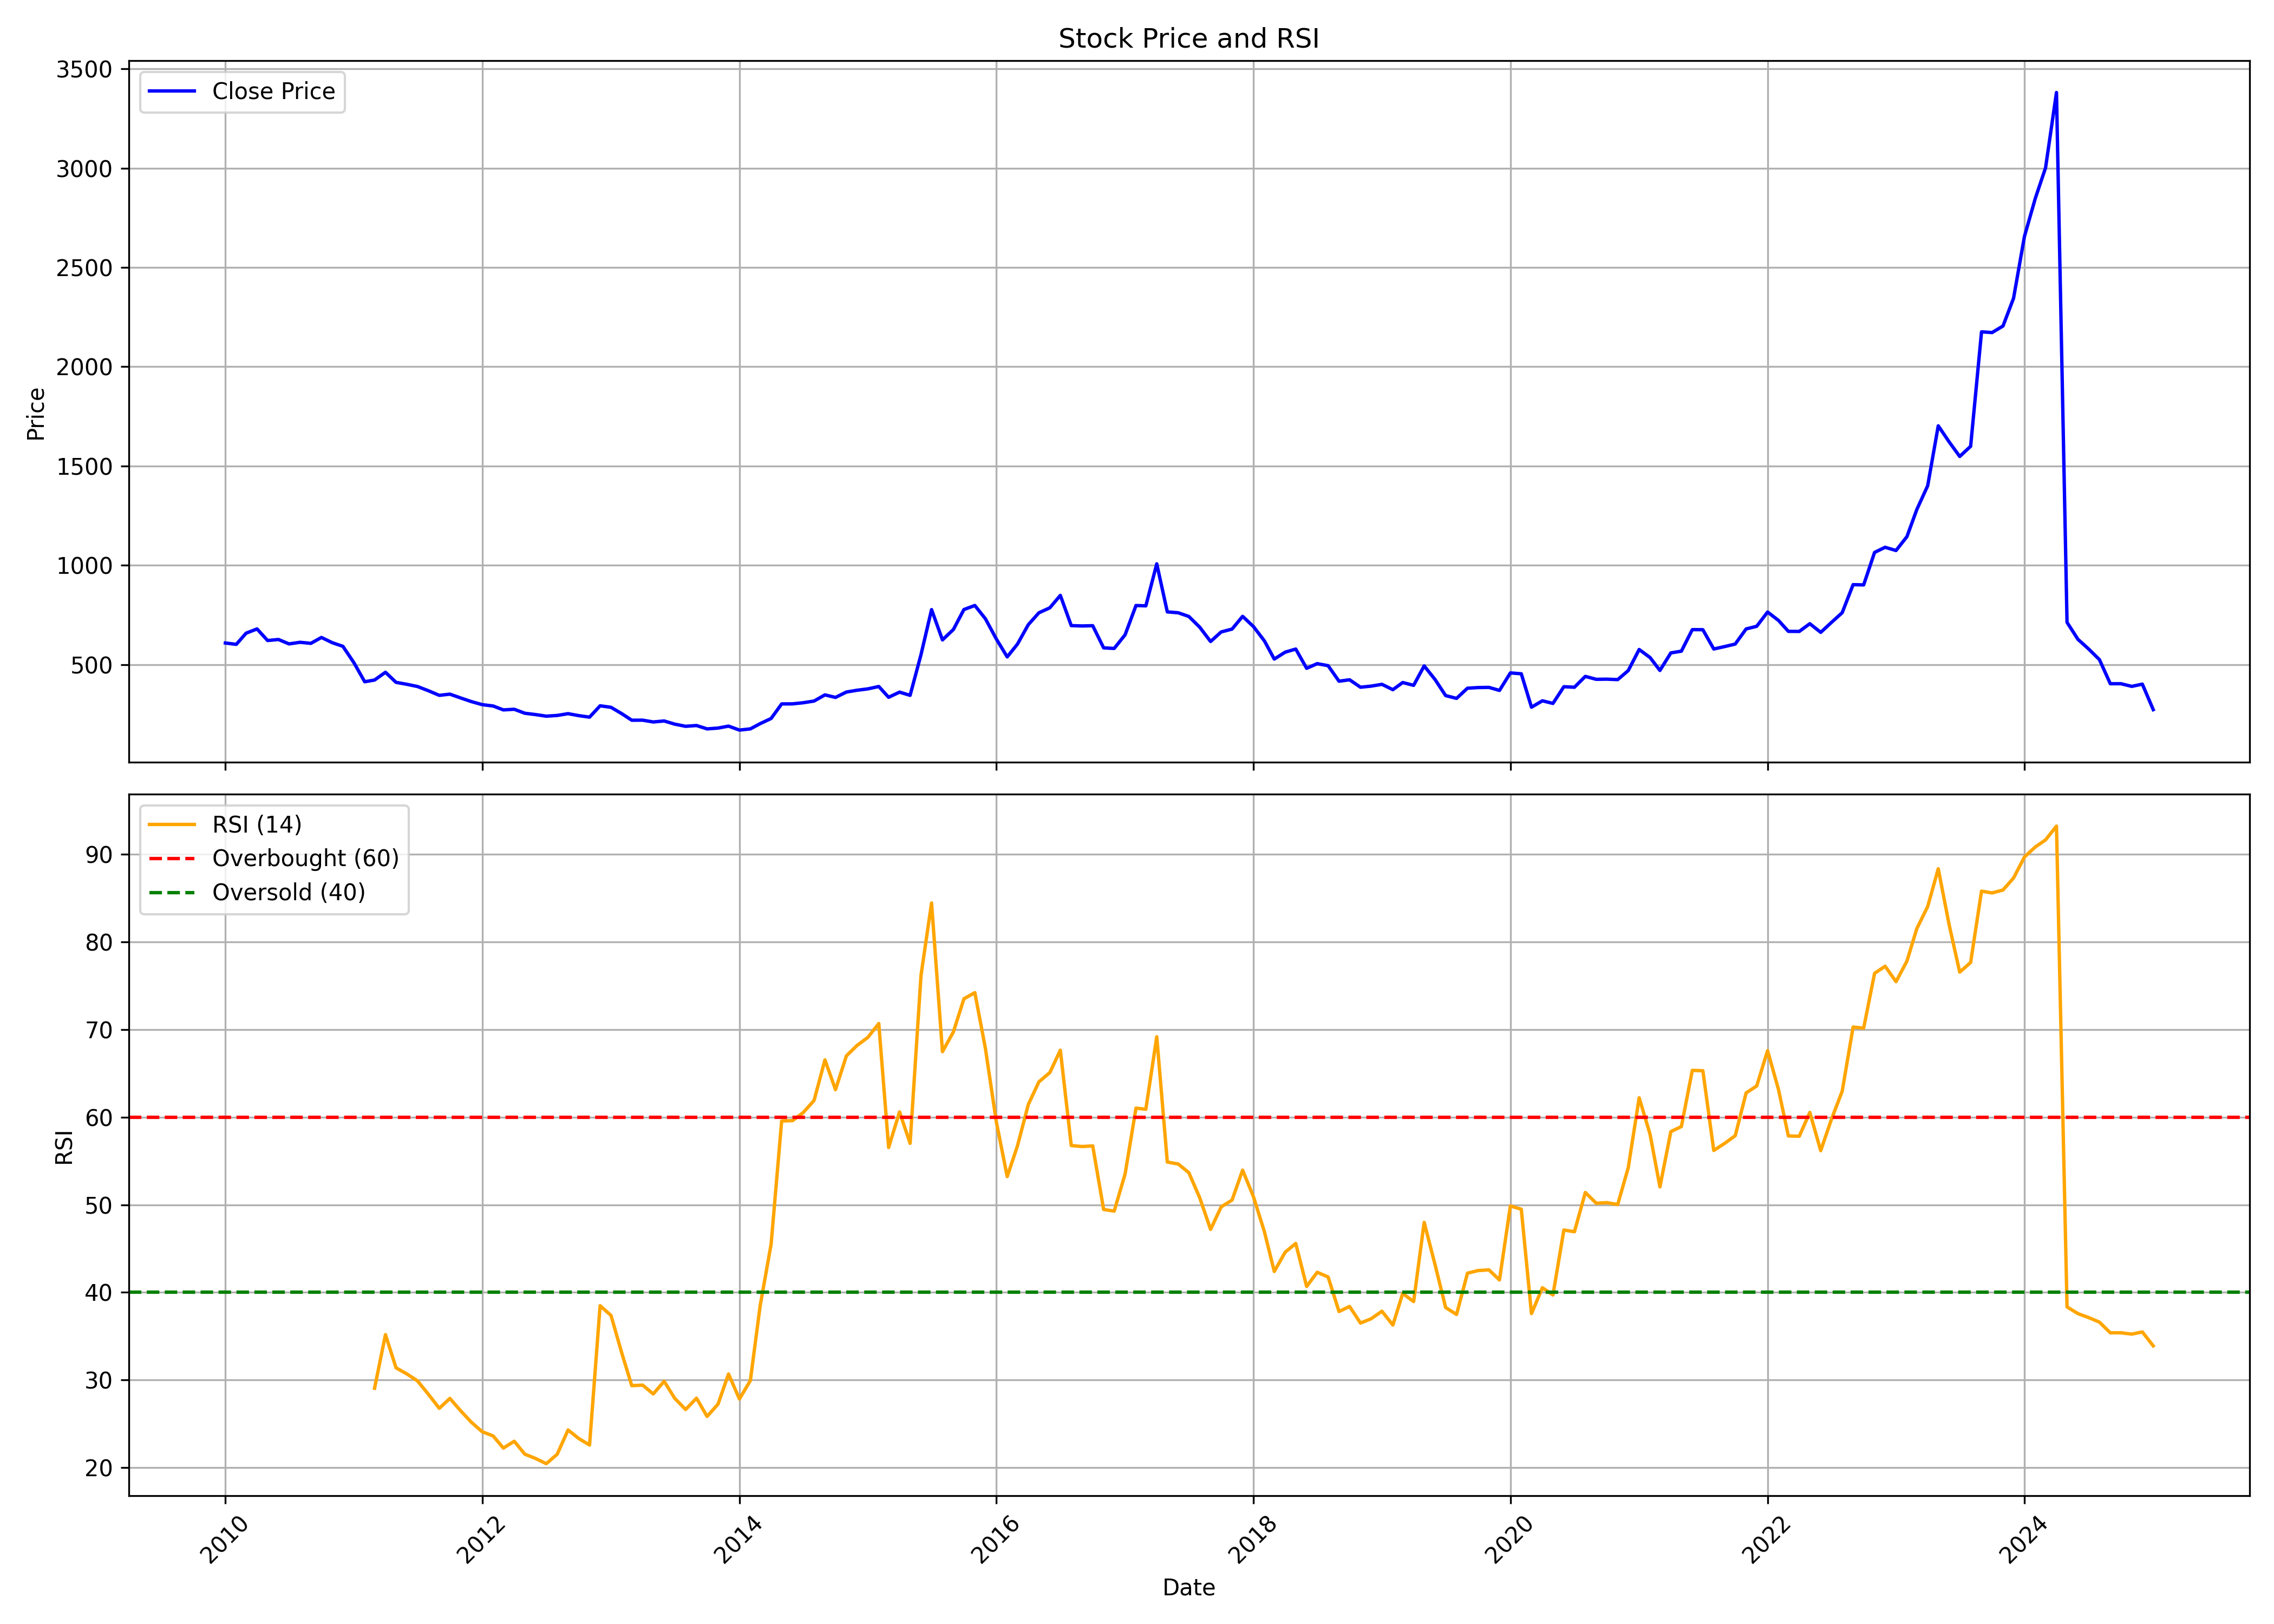 Stock Price and RSI
3500
3000
2500
2000
1500
1000
500
Price
Close Price
90
80
70
60
50
40
30
20
RSI
RSI (14)
Overbought (60)
Oversold (40)
2010
2012
2014
2016
2018
2020
2022
2024
Date